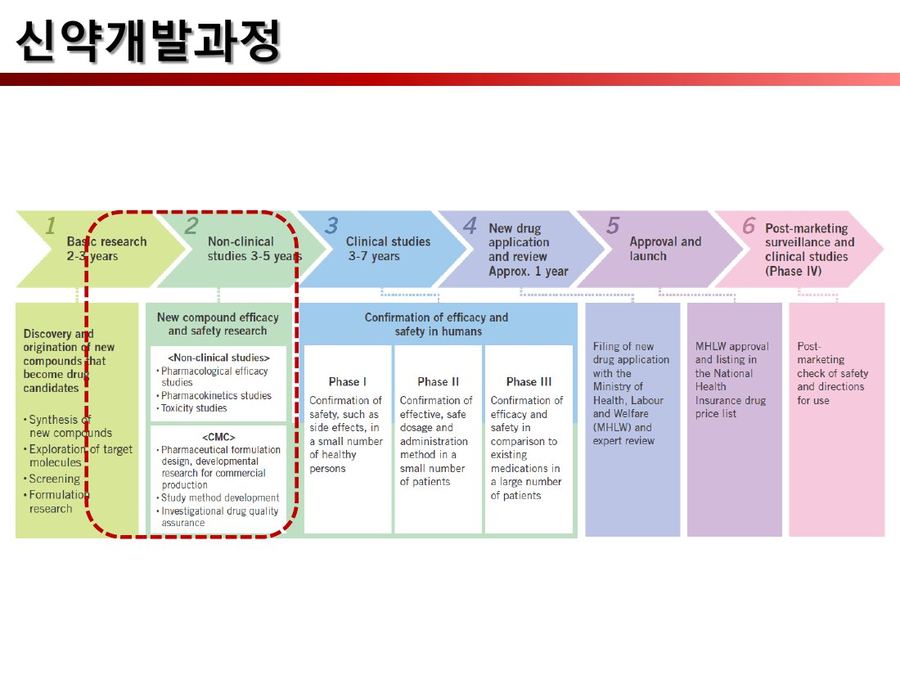 신약개발과정
1
Basic research
2-3 years
2
Non-clinical
studies 3-5 years
3
Clinical studies
3-7 years
4
New drug
application
and review
Approx. 1 year
5
Approval and
launch
6
Post-marketing
surveillance and
clinical studies
(Phase IV)
Discovery and
origination of new
compounds that
become drug
candidates
• Synthesis of
new compounds
• Exploration of target
molecules
• Screening
• Formulation
research
New compound efficacy
and safety research
<Non-clinical studies>
• Pharmacological efficacy
studies
• Pharmacokinetics studies
• Toxicity studies
<CMC>
• Pharmaceutical formulation
design, developmental
research for commercial
production
• Study method development
• Investigational drug quality
assurance
Confirmation of efficacy and
safety in humans
Phase I
Confirmation of
safety, such as
side effects, in
a small number
of healthy
persons
Phase II
Confirmation of
effective, safe
dosage and
administration
method in a
small number
of patients
Phase III
Confirmation of
efficacy and
safety in
comparison to
existing
medications in
a large number
of patients
Filing of new
drug application
with the
Ministry of
Health, Labour
and Welfare
(MHLW) and
expert review
MHLW approval
and listing in
the National
Health
Insurance drug
price list
Post-
marketing
check of safety
and directions
for use